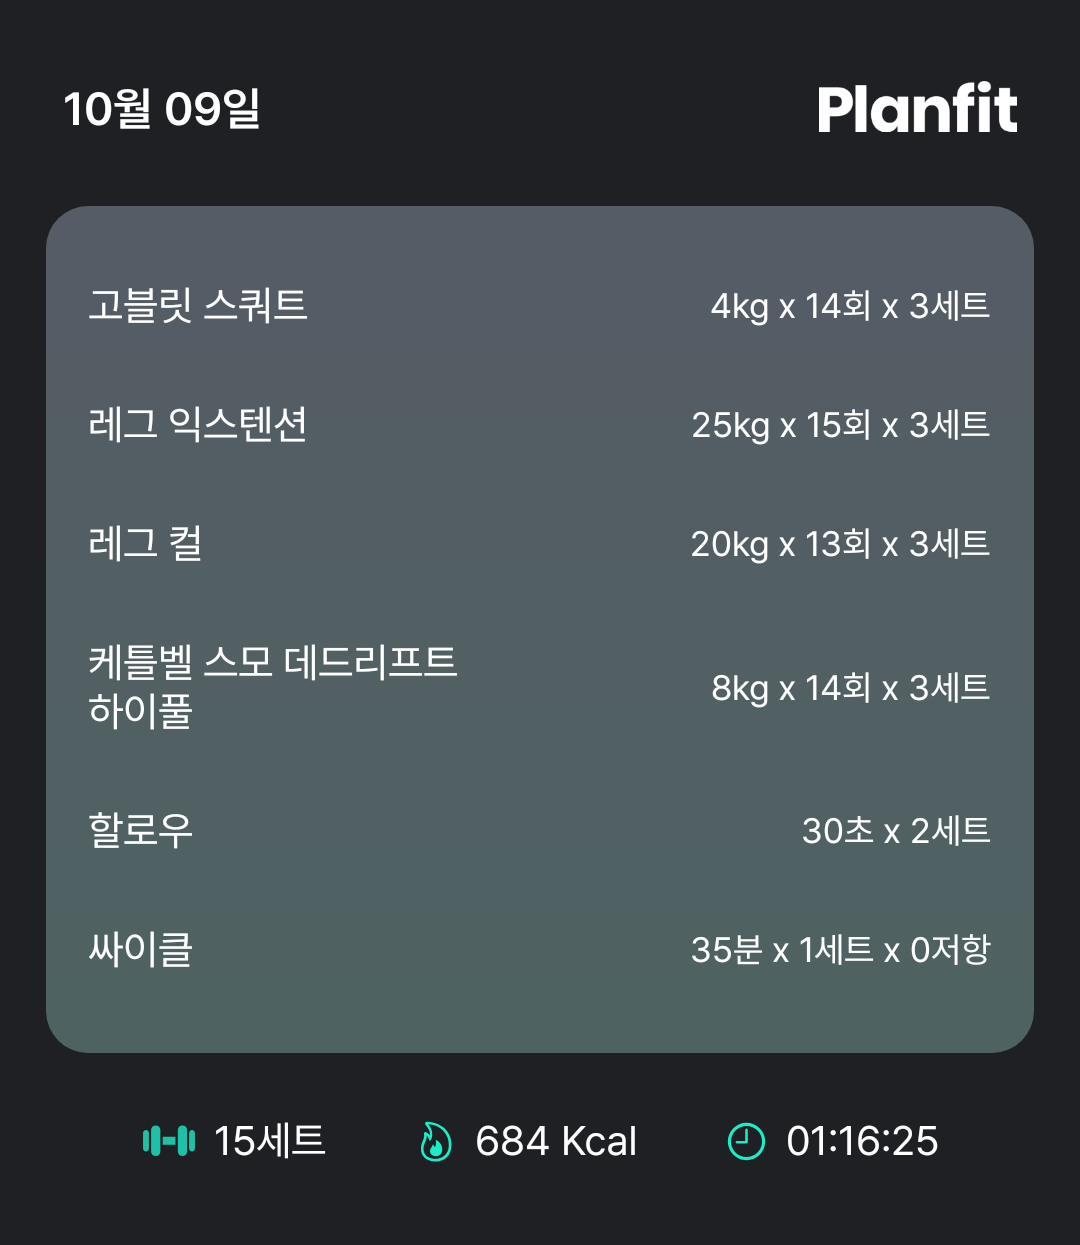 10월 09일 Planfit
고블릿 스쿼트 4kg x 14회 x 3세트
레그 익스텐션 25kg x 15회 x 3세트
레그 컬 20kg x 13회 x 3세트
케틀벨 스모 데드리프트
하이풀 8kg x 14회 x 3세트
할로우 30초 x 2세트
싸이클 35분 x 1세트 x 0저항
15세트 684 Kcal 01:16:25